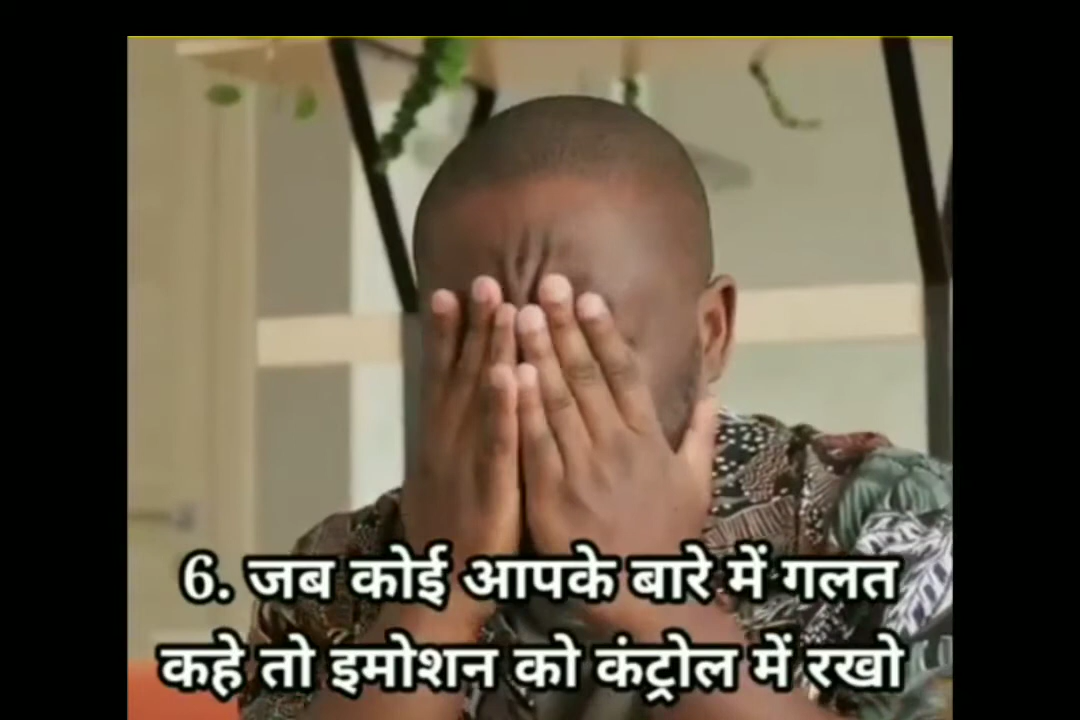 6. जब कोई आपके बारे में गलत
कहे तो इमोशन को कंट्रोल में रखो